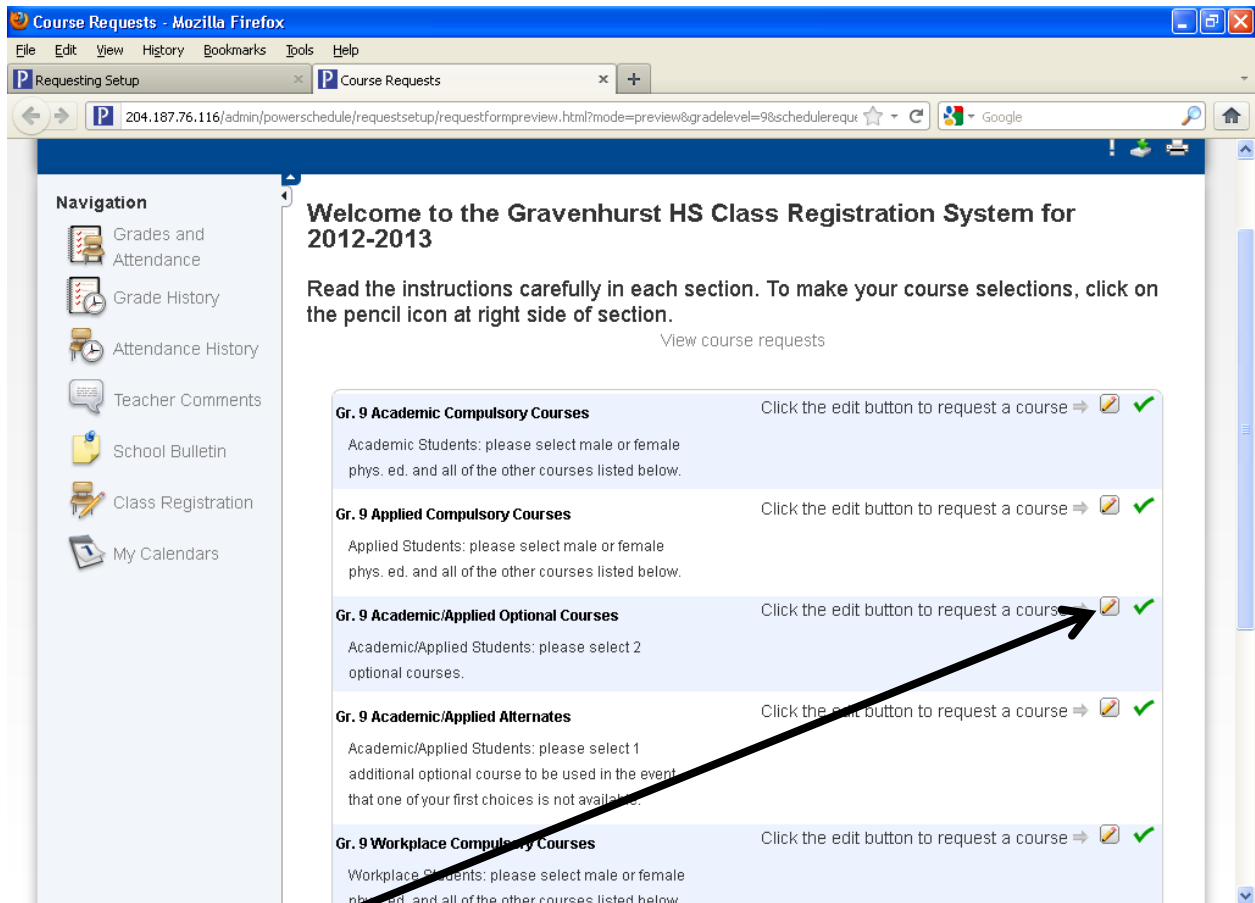 Course Requests - Mozilla Firefox
File Edit View History Bookmarks Tools Help
Requesting Setup
Course Requests
204.187.76.116/admin/powerschedule/requestsetup/requestformpreview.html?mode=preview&gradelevel=9&schedulereque
Google
Navigation
Grades and
Attendance
Grade History
Attendance History
Teacher Comments
School Bulletin
Class Registration
My Calendars
Welcome to the Gravenhurst HS Class Registration System for
2012-2013
Read the instructions carefully in each section. To make your course selections, click on
the pencil icon at right side of section.
View course requests
Gr. 9 Academic Compulsory Courses
Click the edit button to request a course
Academic Students: please select male or female
phys. ed. and all of the other courses listed below.
Gr. 9 Applied Compulsory Courses
Click the edit button to request a course
Applied Students: please select male or female
phys. ed. and all of the other courses listed below.
Gr. 9 Academic/Applied Optional Courses
Click the edit button to request a course
Academic/Applied Students: please select 2
optional courses.
Gr. 9 Academic/Applied Alternates
Click the edit button to request a course
Academic/Applied Students: please select 1
additional optional course to be used in the event
that one of your first choices is not available.
Gr. 9 Workplace Compulsory Courses
Click the edit button to request a course
Workplace Students: please select male or female
phys. ed. and all of the other courses listed below.